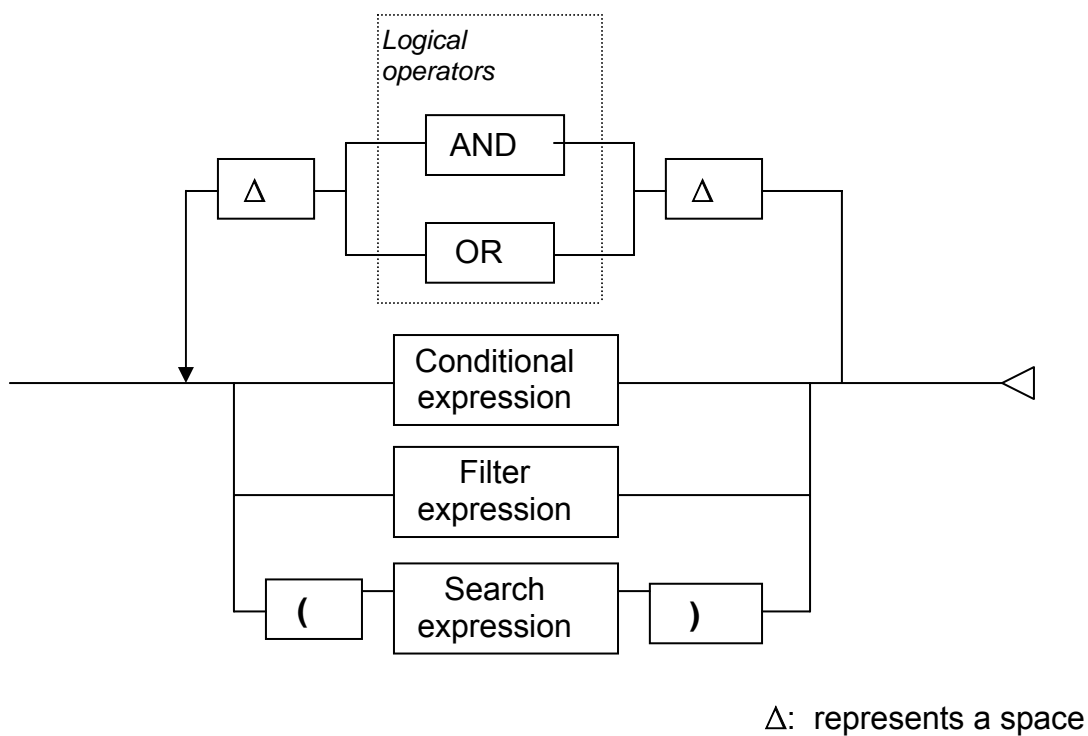 Logical
operators
AND
Δ
Δ
OR
Conditional
expression
Filter
expression
(
Search
expression
)
Δ: represents a space